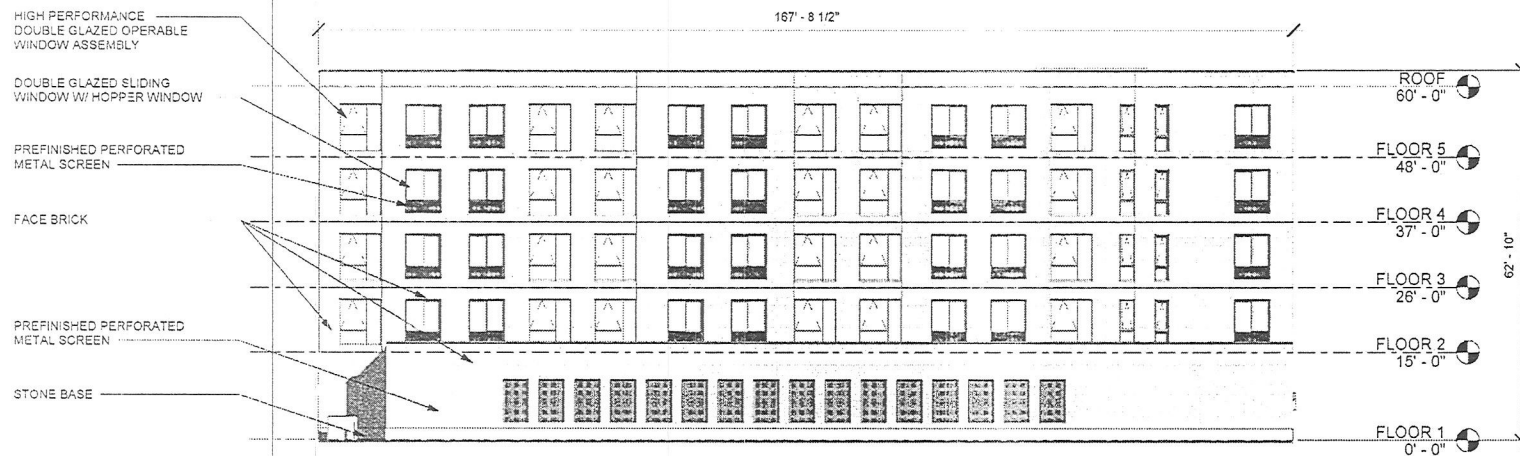 167' - 8 1/2"
HIGH PERFORMANCE
DOUBLE GLAZED OPERABLE
WINDOW ASSEMBLY
DOUBLE GLAZED SLIDING
WINDOW W/ HOPPER WINDOW
PREFINISHED PERFORATED
METAL SCREEN
FACE BRICK
PREFINISHED PERFORATED
METAL SCREEN
STONE BASE
ROOF
60' - 0"
FLOOR 5
48' - 0"
FLOOR 4
37' - 0"
FLOOR 3
26' - 0"
FLOOR 2
15' - 0"
FLOOR 1
0' - 0"
62' - 10"